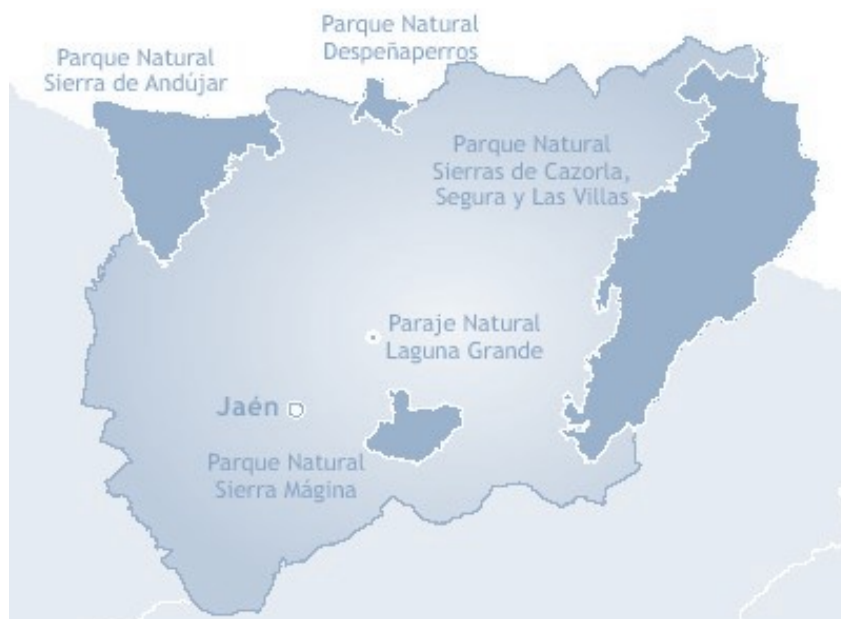 Parque Natural
Despeñaperros
Parque Natural
Sierra de Andújar
Parque Natural
Sierras de Cazorla,
Segura y Las Villas
Paraje Natural
Laguna Grande
Jaén
Parque Natural
Sierra Mágina